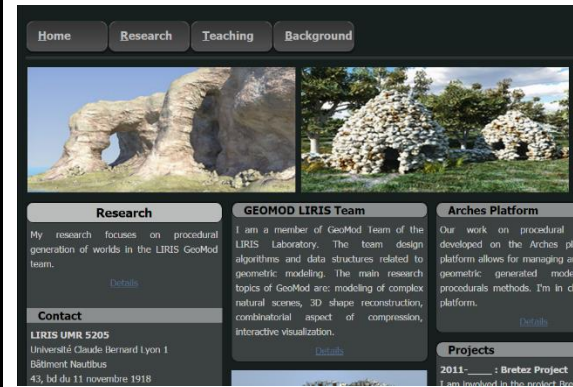 Home
Research
Teaching
Background
Research
My research focuses on procedural
generation of worlds in the LIRIS GeoMod
team.
Details
Contact
LIRIS UMR 5205
Université Claude Bernard Lyon 1
Bâtiment Nautibus
43, bd du 11 novembre 1918
GEOMOD LIRIS Team
I am a member of GeoMod Team of the
LIRIS Laboratory. The team design
algorithms and data structures related to
geometric modeling. The main research
topics of GeoMod are: modeling of complex
natural scenes, 3D shape reconstruction,
combinatorial aspect of compression,
interactive visualization.
Details
Arches Platform
Our work on procedural
developed on the Arches pl
platform allows for managing a
geometric generated mode
procedurals methods. I'm in c
platform.
Details
Projects
2011-____ : Bretez Project
I am involved in the project Bre